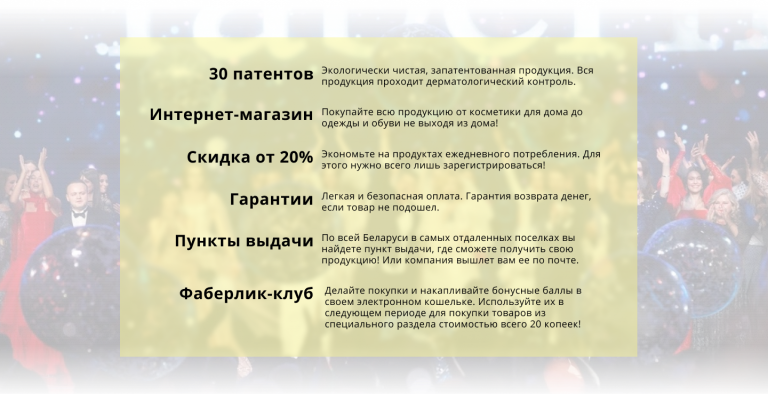 30 патентов
Экологически чистая, запатентованная продукция. Вся
продукция проходит дерматологический контроль.
Интернет-магазин
Покупайте всю продукцию от косметики для дома до
одежды и обуви не выходя из дома!
Скидка от 20%
Экономьте на продуктах ежедневного потребления. Для
этого нужно всего лишь зарегистрироваться!
Гарантии
Легкая и безопасная оплата. Гарантия возврата денег,
если товар не подошел.
Пункты выдачи
По всей Беларуси в самых отдаленных поселках вы
найдете пункт выдачи, где сможете получить свою
продукцию! Или компания вышлет вам ее по почте.
Фаберлик-клуб
Делайте покупки и накапливайте бонусные баллы в
своем электронном кошельке. Используйте их в
следующем периоде для покупки товаров из
специального раздела стоимостью всего 20 копеек!